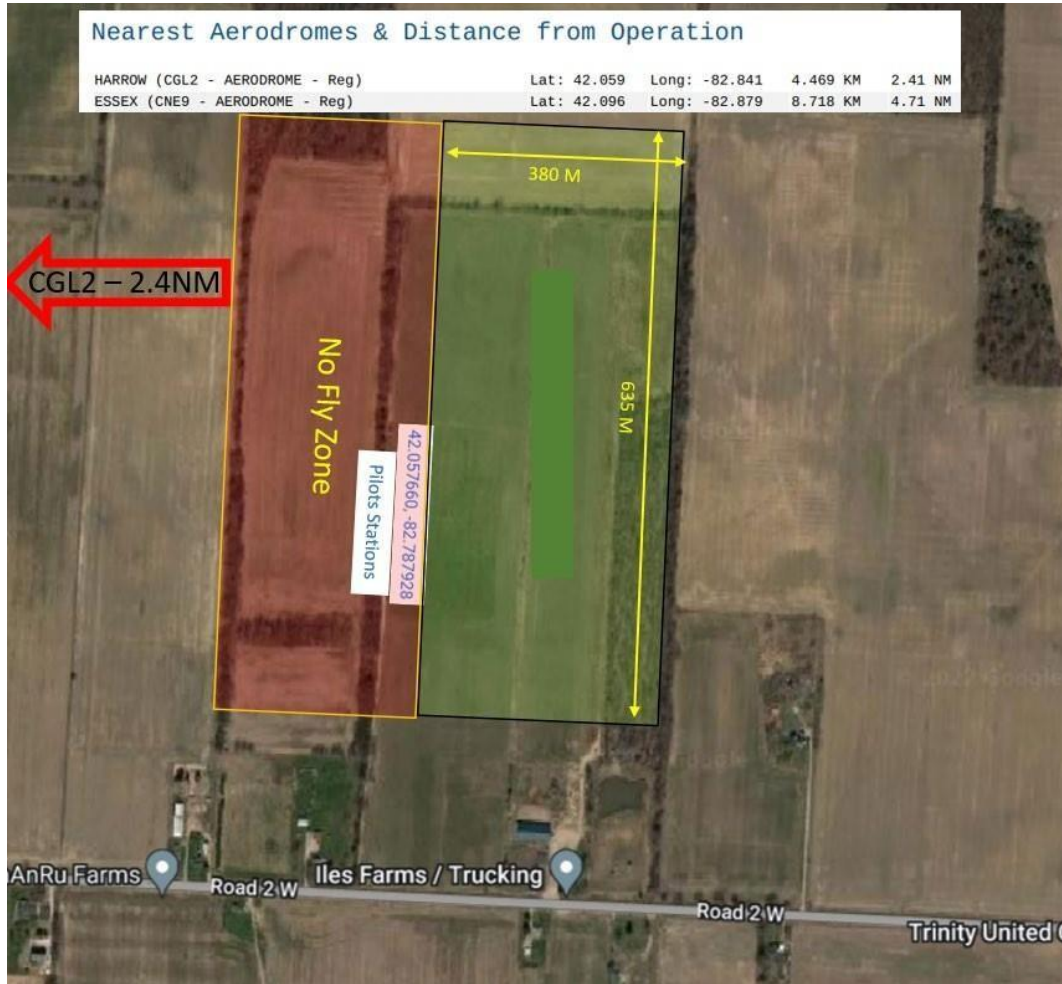 Nearest Aerodromes & Distance from Operation
HARROW (CGL2 - AERODROME - Reg) Lat: 42.059 Long: -82.841 4.469 KM 2.41 NM
ESSEX (CNE9 - AERODROME - Reg) Lat: 42.096 Long: -82.879 8.718 KM 4.71 NM
380 M
CGL2 – 2.4NM
No Fly Zone
635 M
42.057660, -82.787928
Pilots Stations
AnRu Farms
Iles Farms / Trucking
Road 2 W
Road 2 W
Trinity United